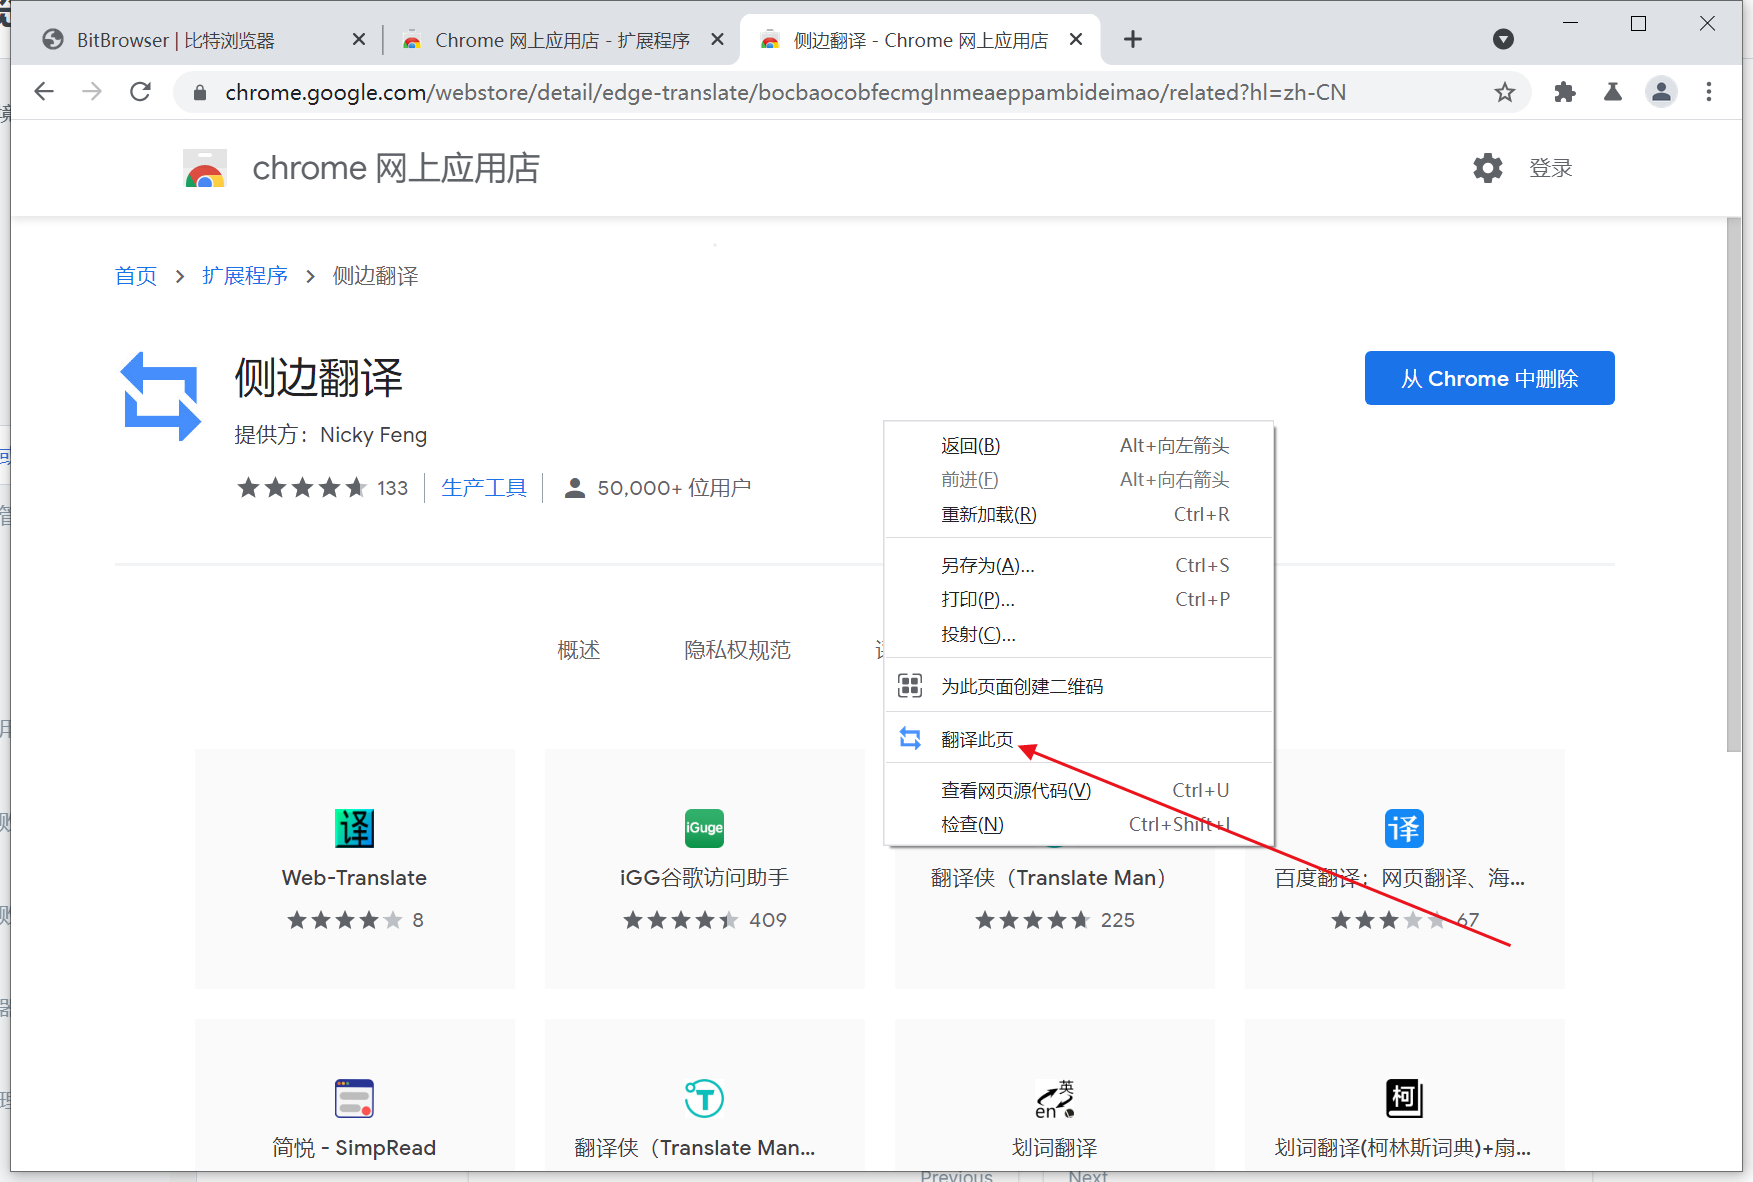 BitBrowser | 比特浏览器
Chrome 网上应用店 - 扩展程序
侧边翻译 - Chrome 网上应用店
chrome.google.com/webstore/detail/edge-translate/bocbaocobfecmglnmeaeppambideimao/related?hl=zh-CN
chrome 网上应用店
登录
首页 > 扩展程序 > 侧边翻译
侧边翻译
从 Chrome 中删除
提供方：Nicky Feng
133 | 生产工具 | 50,000+ 位用户
概述
隐私权规范
返回(B) Alt+向左箭头
前进(F) Alt+向右箭头
重新加载(R) Ctrl+R
另存为(A)... Ctrl+S
打印(P)... Ctrl+P
投射(C)...
为此页面创建二维码
翻译此页
查看网页源代码(V) Ctrl+U
检查(N) Ctrl+Shift+I
译
Web-Translate
8
iGuge
iGG谷歌访问助手
409
翻译侠（Translate Man）
225
译
百度翻译：网页翻译、海...
67
简悦 - SimpRead
T
翻译侠（Translate Man...
英
en
划词翻译
柯
划词翻译(柯林斯词典)+扇...
Previous
Next